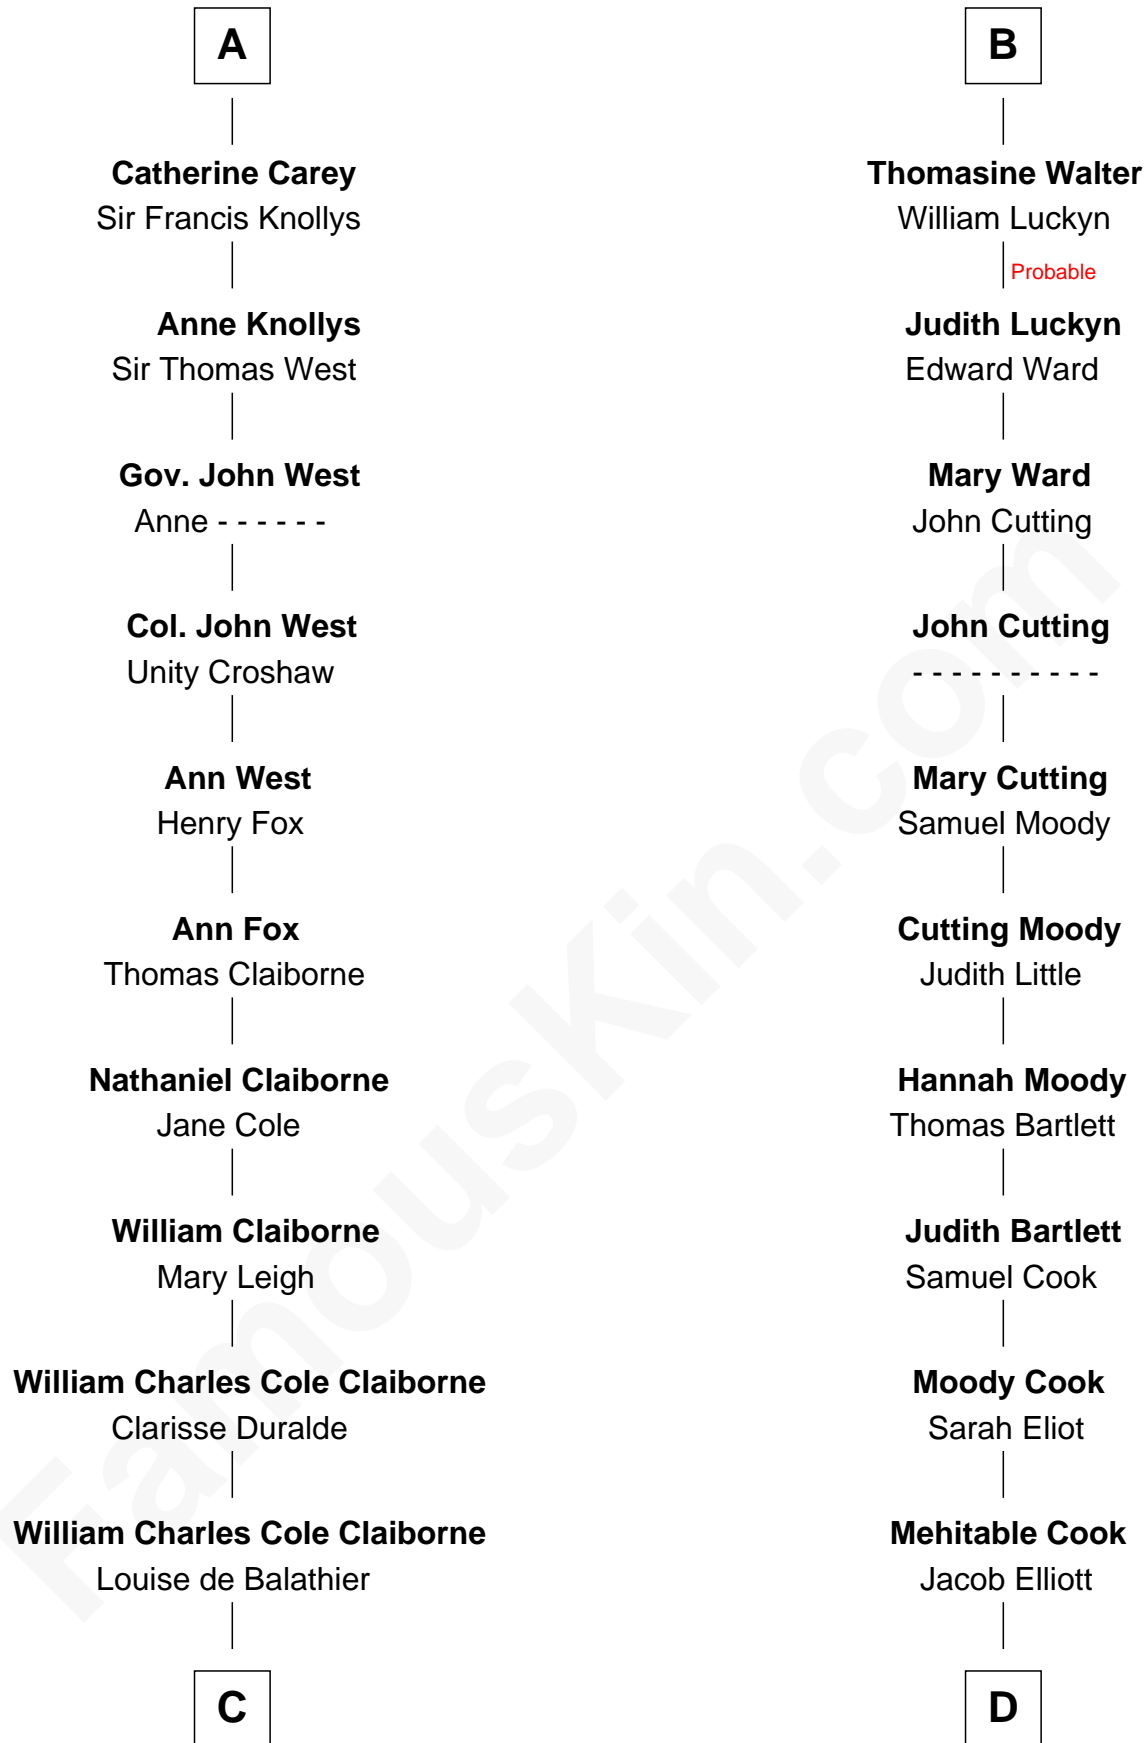 A
Catherine Carey
Sir Francis Knollys
Anne Knollys
Sir Thomas West
Gov. John West
Anne - - - - - -
Col. John West
Unity Croshaw
Ann West
Henry Fox
Ann Fox
Thomas Claiborne
Nathaniel Claiborne
Jane Cole
William Claiborne
Mary Leigh
William Charles Cole Claiborne
Clarisse Duralde
William Charles Cole Claiborne
Louise de Balathier
C
B
Thomasine Walter
William Luckyn
Probable
Judith Luckyn
Edward Ward
Mary Ward
John Cutting
John Cutting
- - - - - - - - - -
Mary Cutting
Samuel Moody
Cutting Moody
Judith Little
Hannah Moody
Thomas Bartlett
Judith Bartlett
Samuel Cook
Moody Cook
Sarah Eliot
Mehitable Cook
Jacob Elliott
D
FamousKin.com